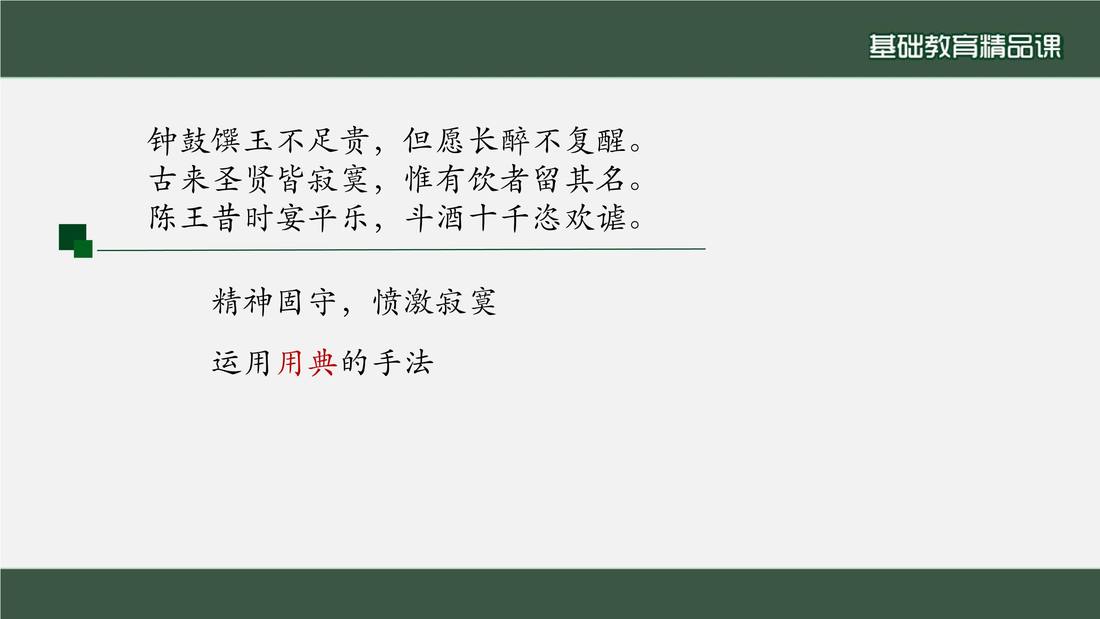 基础教育精品课
钟鼓馔玉不足贵，但愿长醉不复醒。
古来圣贤皆寂寞，惟有饮者留其名。
陈王昔时宴平乐，斗酒十千恣欢谑。
精神固守，愤激寂寞
运用用典的手法